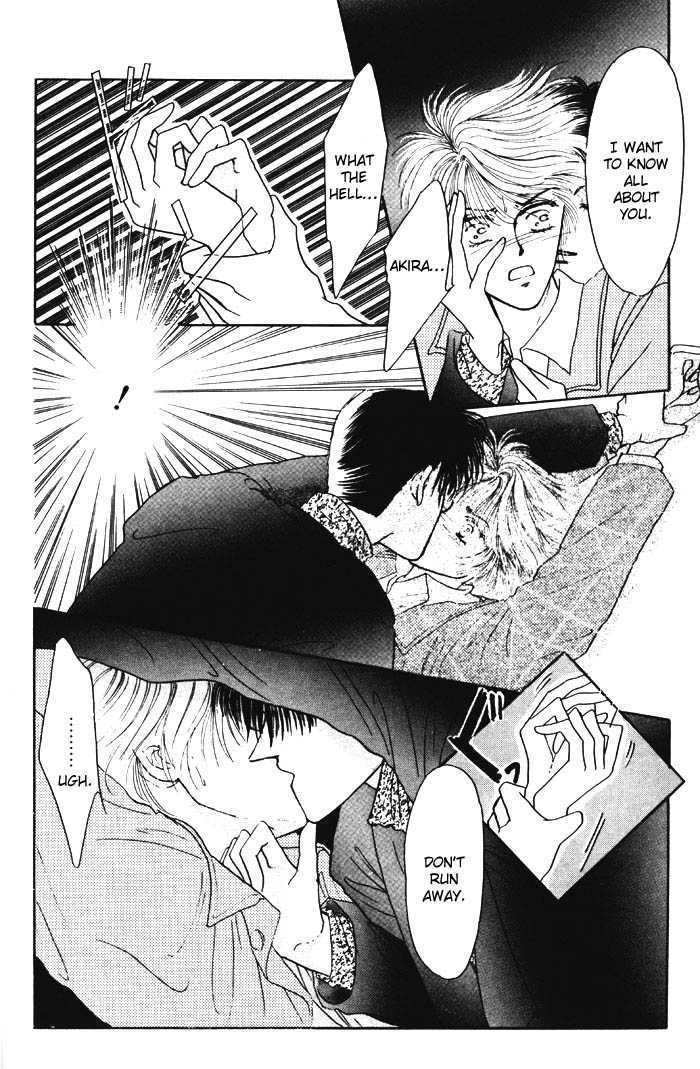 I WANT
TO KNOW
ALL
ABOUT
YOU.
WHAT
THE
HELL...
AKIRA...
!
.........
UGH.
DON'T
RUN
AWAY.